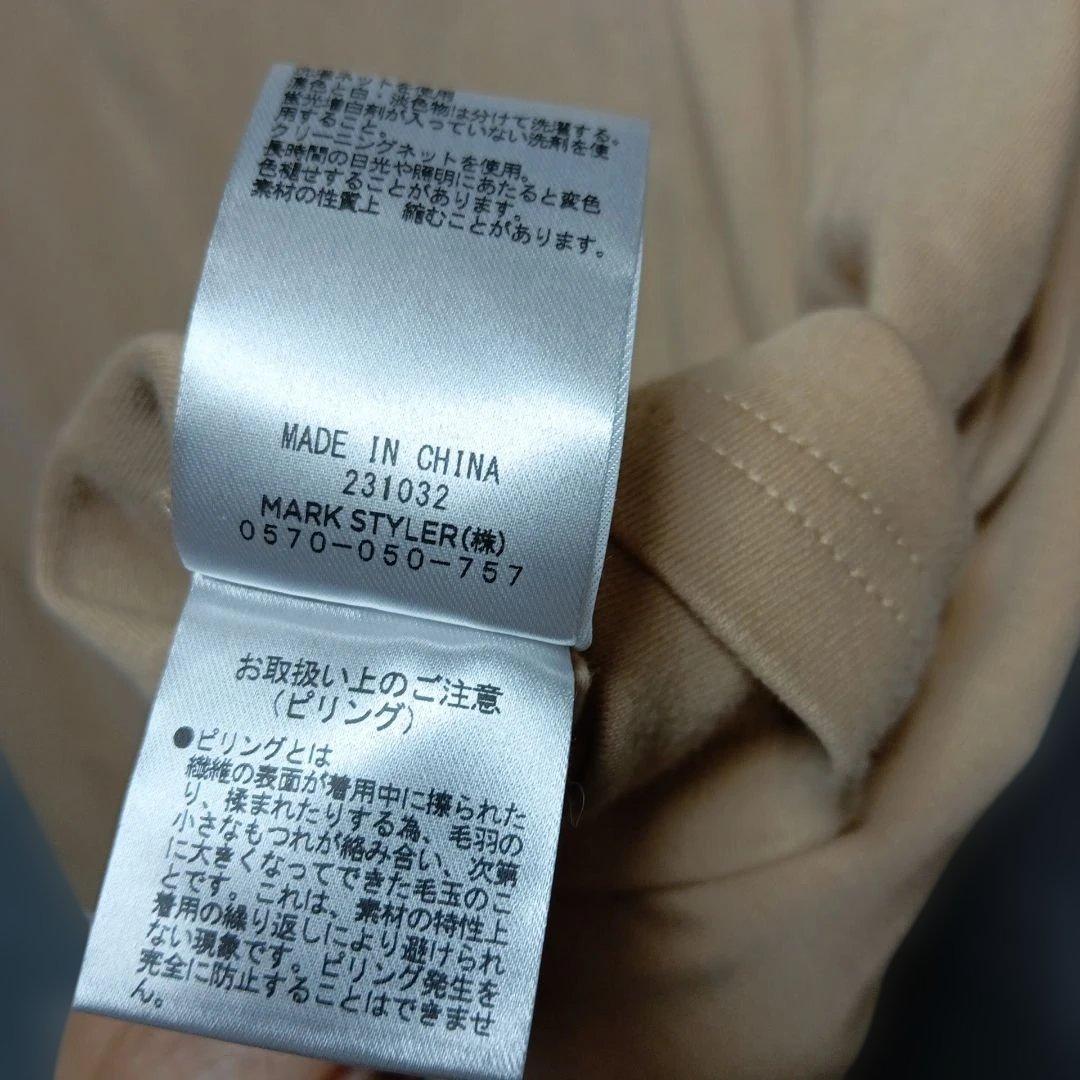 洗濯ネットを使用
濃色と白・淡色物は分けて洗濯する。
蛍光増白剤が入っていない洗剤を使
用すること。
クリーニングネットを使用。
長時間の日光や照明にあたると変色
色褪せすることがあります。
素材の性質上 縮むことがあります。
MADE IN CHINA
231032
MARK STYLER(株)
0570-050-757
お取扱い上のご注意
(ピリング)
●ピリングとは
繊維の表面が着用中に擦られた
り、揉まれたりする為、毛羽の
小さなもつれが絡み合い、次第
に大きくなってできた毛玉のこ
とです。これは、素材の特性上
着用の繰り返しにより避けられ
ない現象です。ピリング発生を
完全に防止することはできませ
ん。